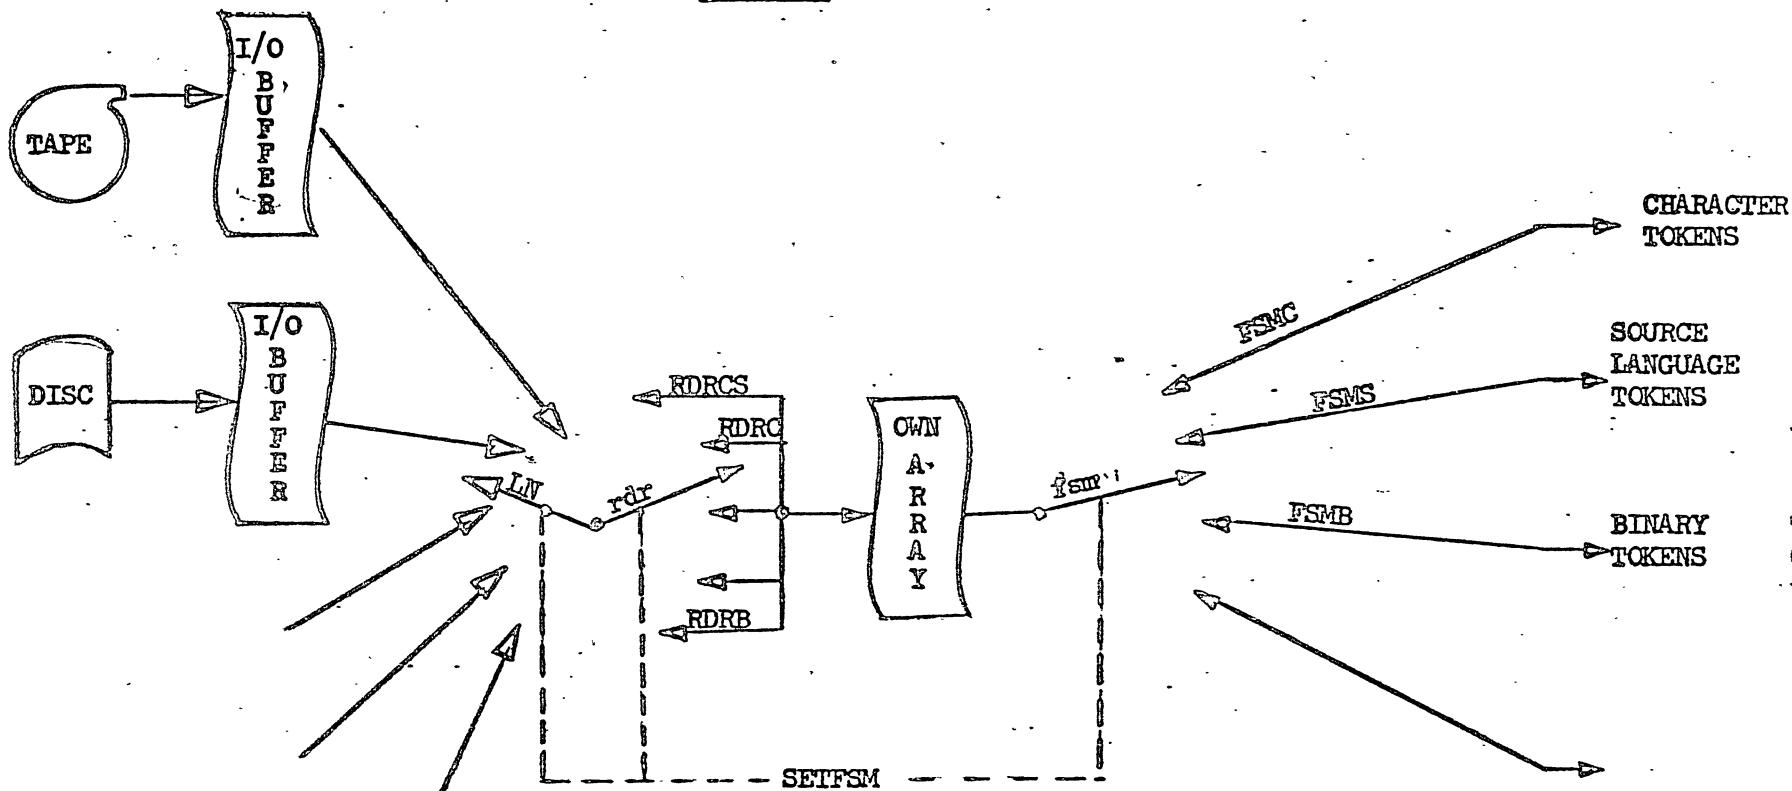 I/O
BUFFER
TAPE
I/O
BUFFER
DISC
LN
rdr
RDRCS
RDRC
RDRB
OWN
ARRAY
fsm
FSMC
FSMS
FSMB
CHARACTER
TOKENS
SOURCE
LANGUAGE
TOKENS
BINARY
TOKENS
SETFSM